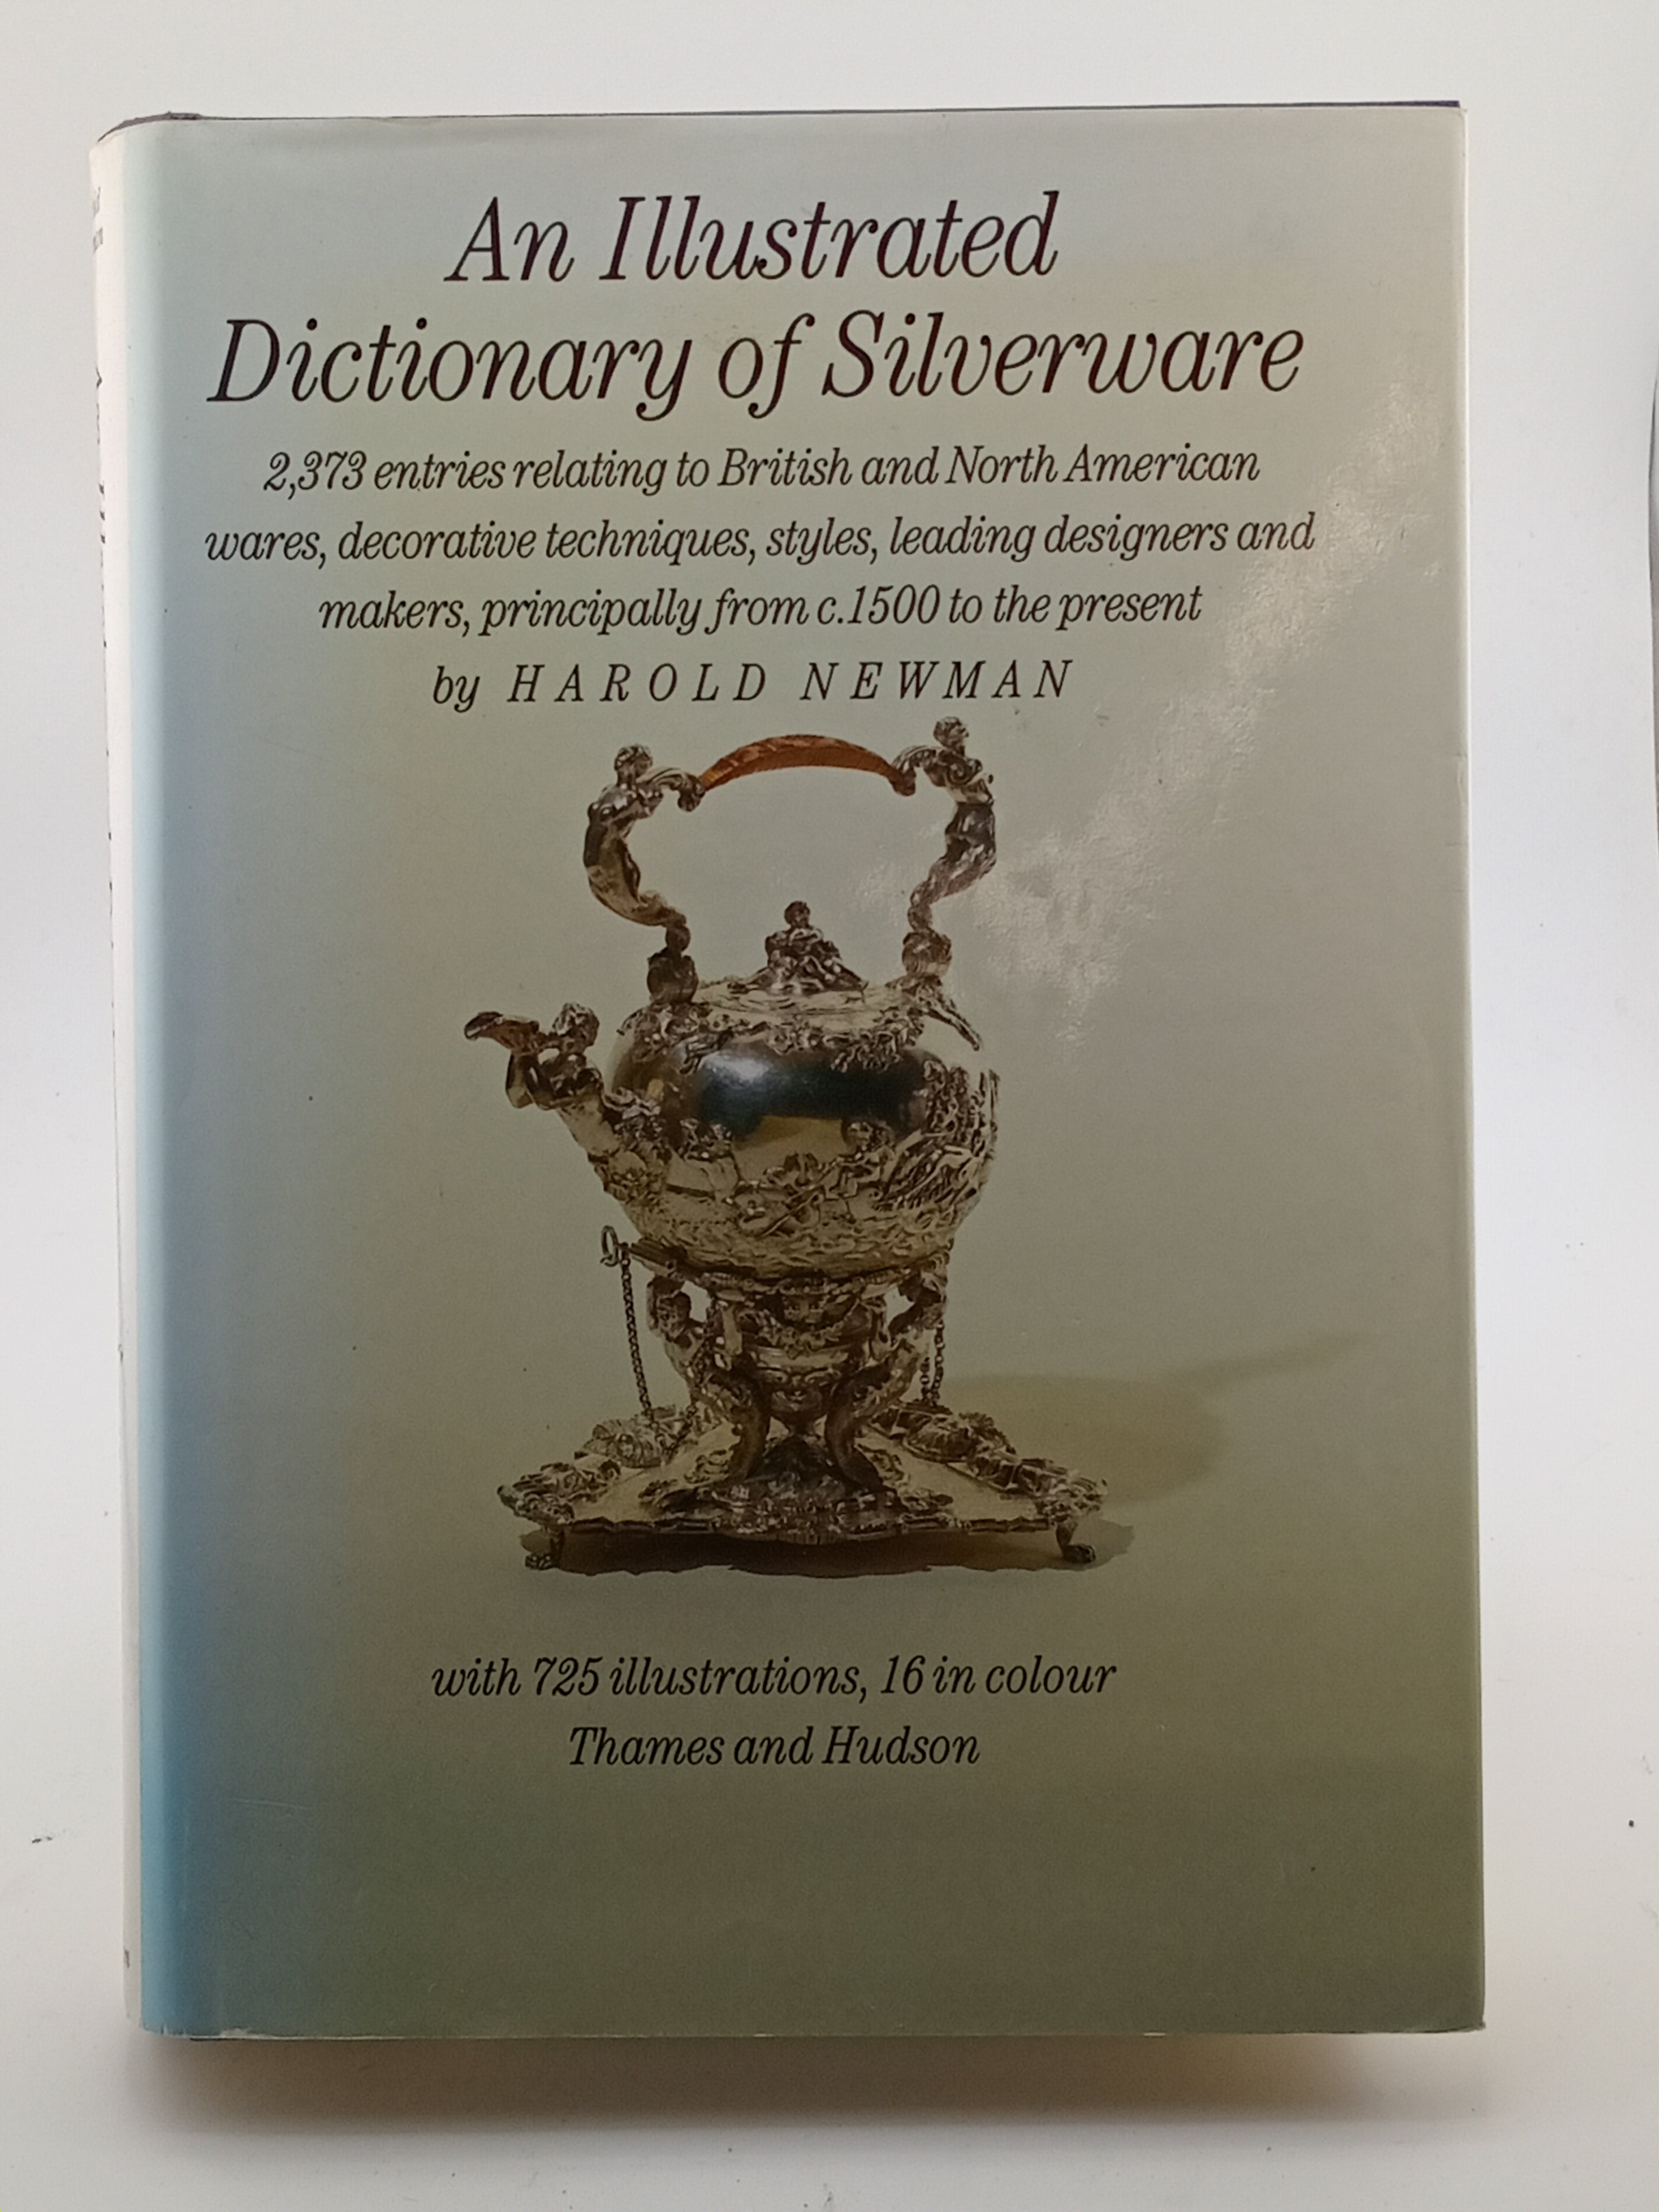 An Illustrated
Dictionary of Silverware
2,373 entries relating to British and North American
wares, decorative techniques, styles, leading designers and
makers, principally from c.1500 to the present
by HAROLD NEWMAN
with 725 illustrations, 16 in colour
Thames and Hudson